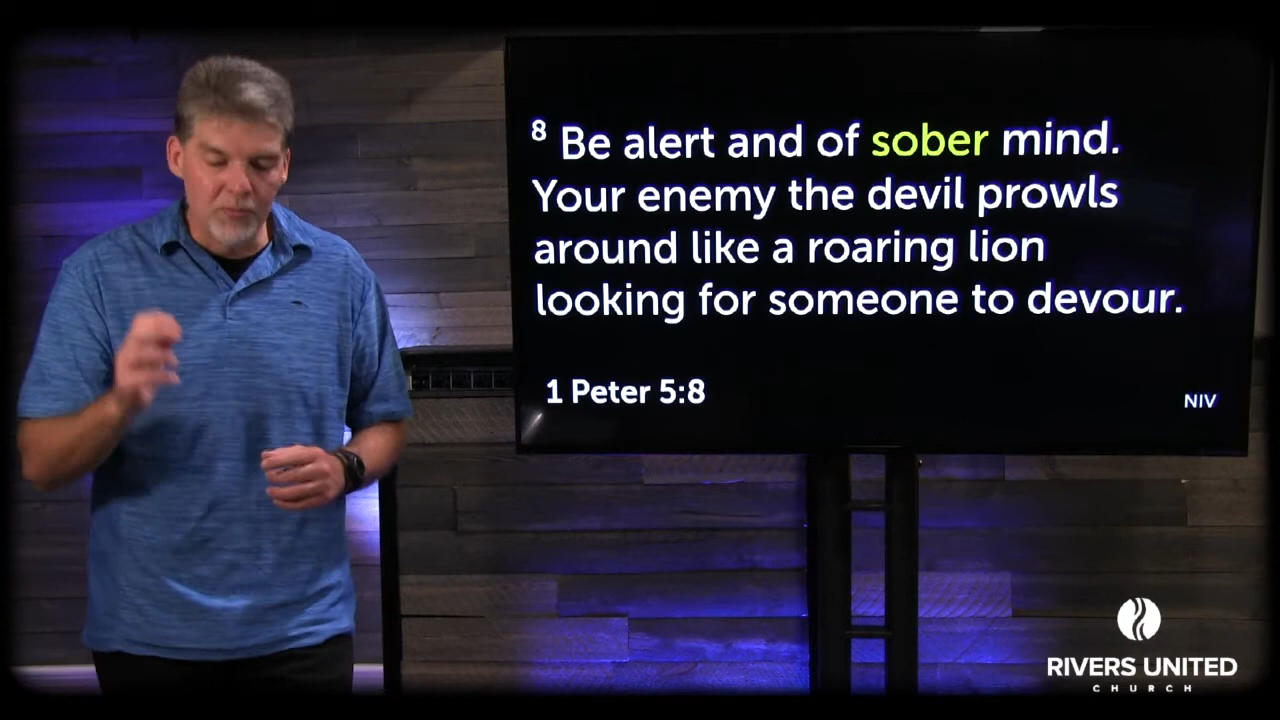 8 Be alert and of sober mind.
Your enemy the devil prowls
around like a roaring lion
looking for someone to devour.
1 Peter 5:8
NIV
RIVERS UNITED
CHURCH